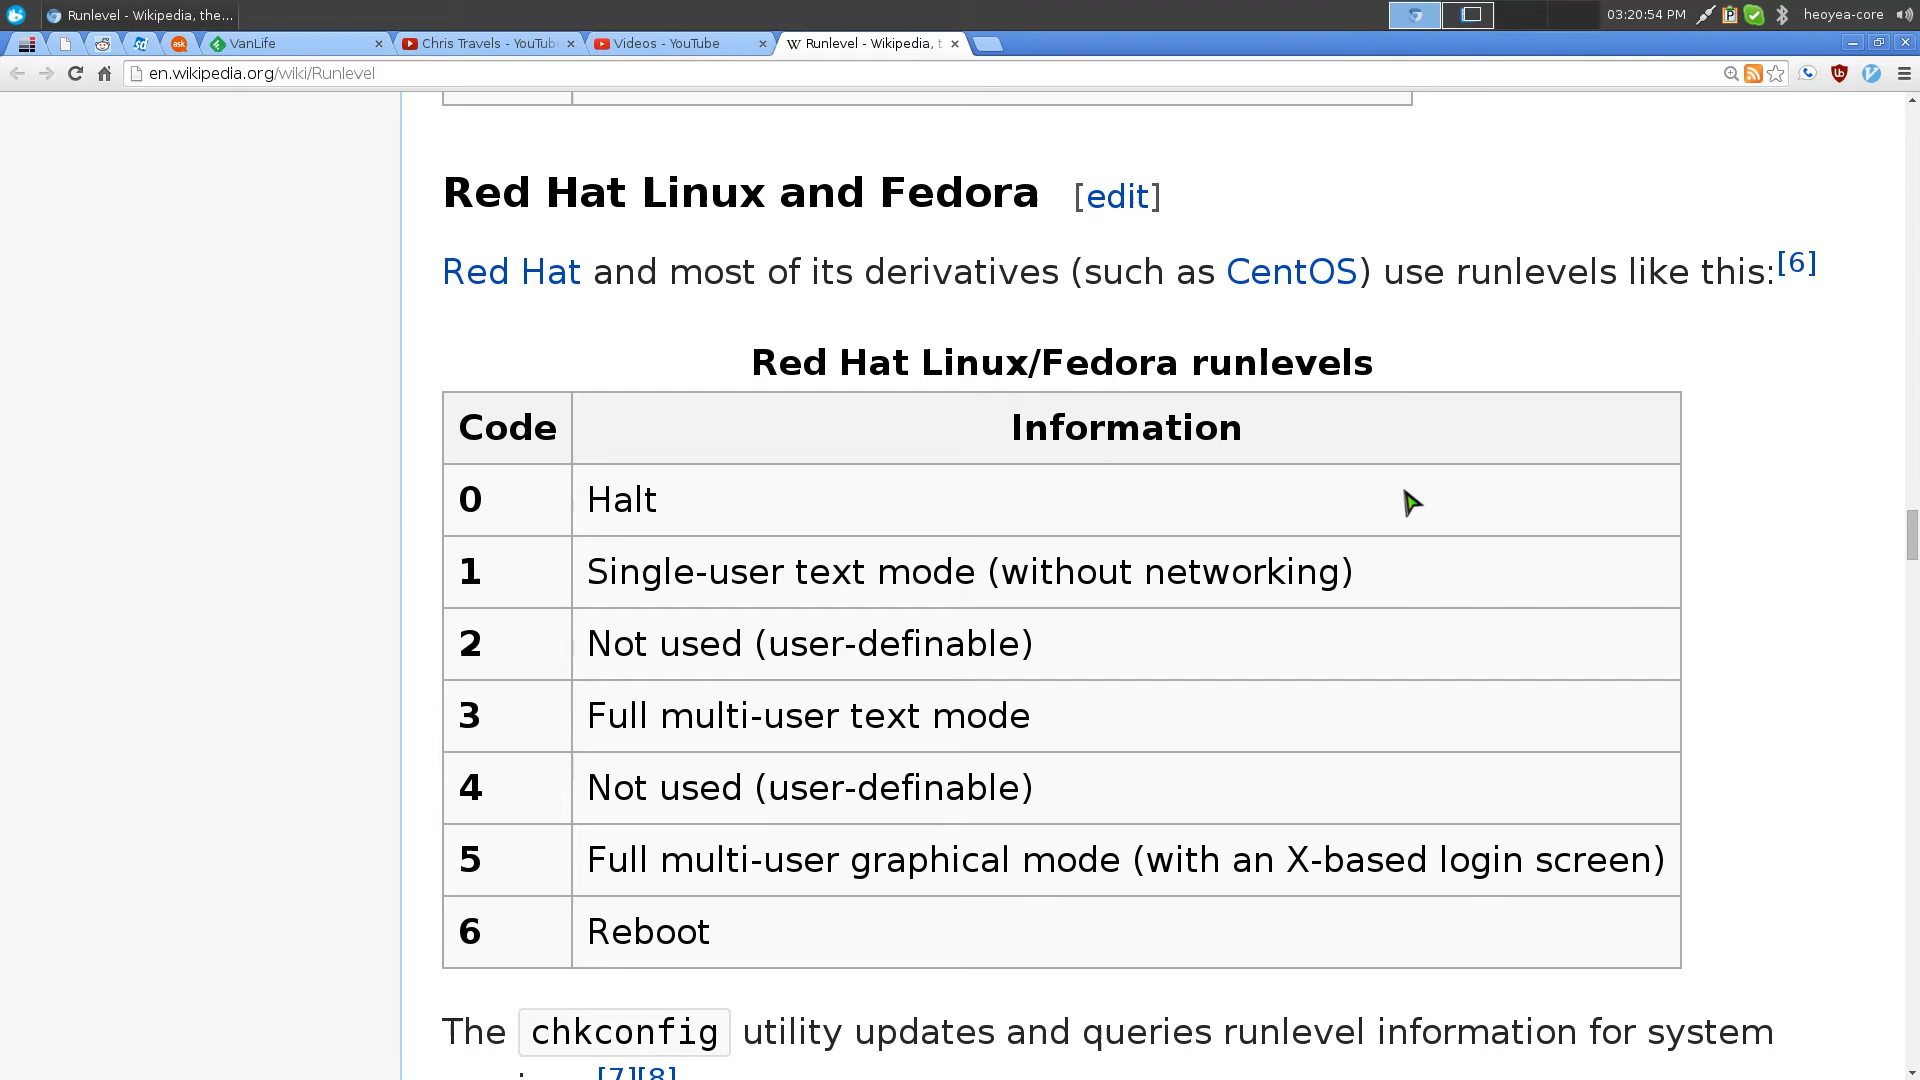 Runlevel - Wikipedia, the...
03:20:54 PM
heoyea-core
VanLife
Chris Travels - YouTube
Videos - YouTube
Runlevel - Wikipedia, t
en.wikipedia.org/wiki/Runlevel
Red Hat Linux and Fedora [edit]
Red Hat and most of its derivatives (such as CentOS) use runlevels like this:[6]
Red Hat Linux/Fedora runlevels
Code Information
0 Halt
1 Single-user text mode (without networking)
2 Not used (user-definable)
3 Full multi-user text mode
4 Not used (user-definable)
5 Full multi-user graphical mode (with an X-based login screen)
6 Reboot
The chkconfig utility updates and queries runlevel information for system
[7][8]